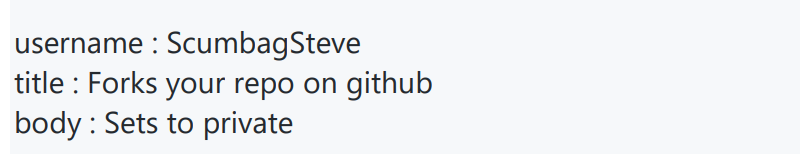 username : ScumbagSteve
title : Forks your repo on github
body : Sets to private